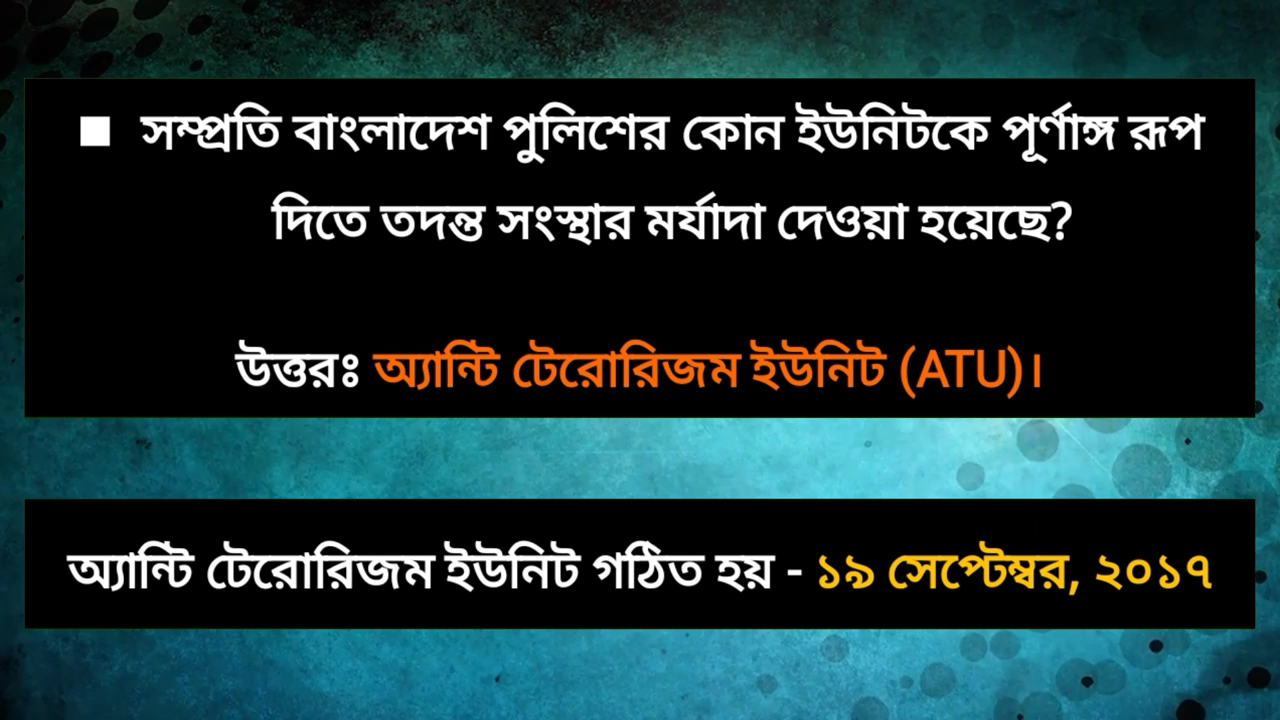 ■ সম্প্রতি বাংলাদেশ পুলিশের কোন ইউনিটকে পূর্ণাঙ্গ রূপ
দিতে তদন্ত সংস্থার মর্যাদা দেওয়া হয়েছে?
উত্তরঃ অ্যান্টি টেরোরিজম ইউনিট (ATU)।
অ্যান্টি টেরোরিজম ইউনিট গঠিত হয় - ১৯ সেপ্টেম্বর, ২০১৭